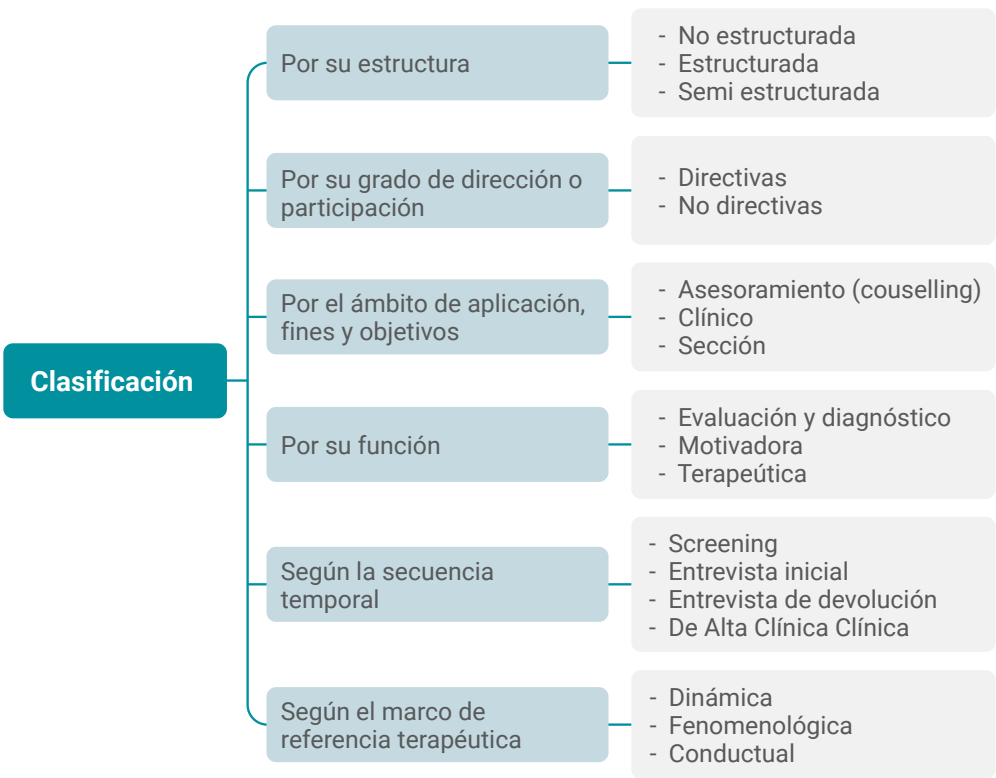 Clasificación
Por su estructura
- No estructurada
- Estructurada
- Semi estructurada
Por su grado de dirección o
participación
- Directivas
- No directivas
Por el ámbito de aplicación,
fines y objetivos
- Asesoramiento (couselling)
- Clínico
- Sección
Por su función
- Evaluación y diagnóstico
- Motivadora
- Terapeútica
Según la secuencia
temporal
- Screening
- Entrevista inicial
- Entrevista de devolución
- De Alta Clínica Clínica
Según el marco de
referencia terapéutica
- Dinámica
- Fenomenológica
- Conductual